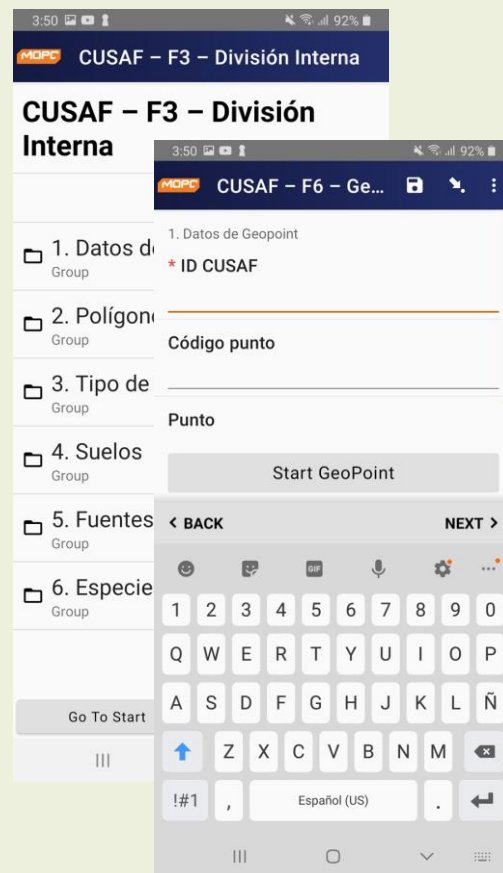 3:50
92%
MOPC CUSAF – F3 – División Interna
CUSAF – F3 – División
Interna
1. Datos d
Group
2. Polígon
Group
3. Tipo de
Group
4. Suelos
Group
5. Fuentes
Group
6. Especie
Group
Go To Start
3:50
92%
MOPC CUSAF – F6 – Ge...
1. Datos de Geopoint
* ID CUSAF
Código punto
Punto
Start GeoPoint
< BACK NEXT >
GIF
1 2 3 4 5 6 7 8 9 0
Q W E R T Y U I O P
A S D F G H J K L Ñ
Z X C V B N M
!#1 , Español (US) .